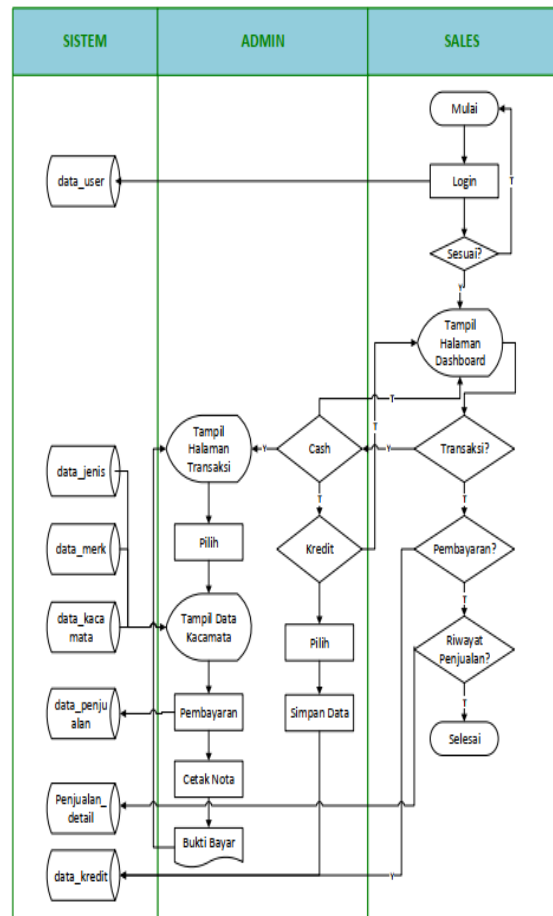 SISTEM
ADMIN
SALES
Mulai
data_user
Login
T
Sesuai?
Y
Tampil
Halaman
Dashboard
T
Tampil
Halaman
Transaksi
Y
Cash
Y
Transaksi?
data_jenis
T
T
Pilih
Kredit
Pembayaran?
data_merk
T
data_kaca
mata
Tampil Data
Kacamata
Pilih
Riwayat
Penjualan?
data_penju
alan
Pembayaran
Simpan Data
T
Selesai
Cetak Nota
Penjualan_
detail
Bukti Bayar
data_kredit
Y